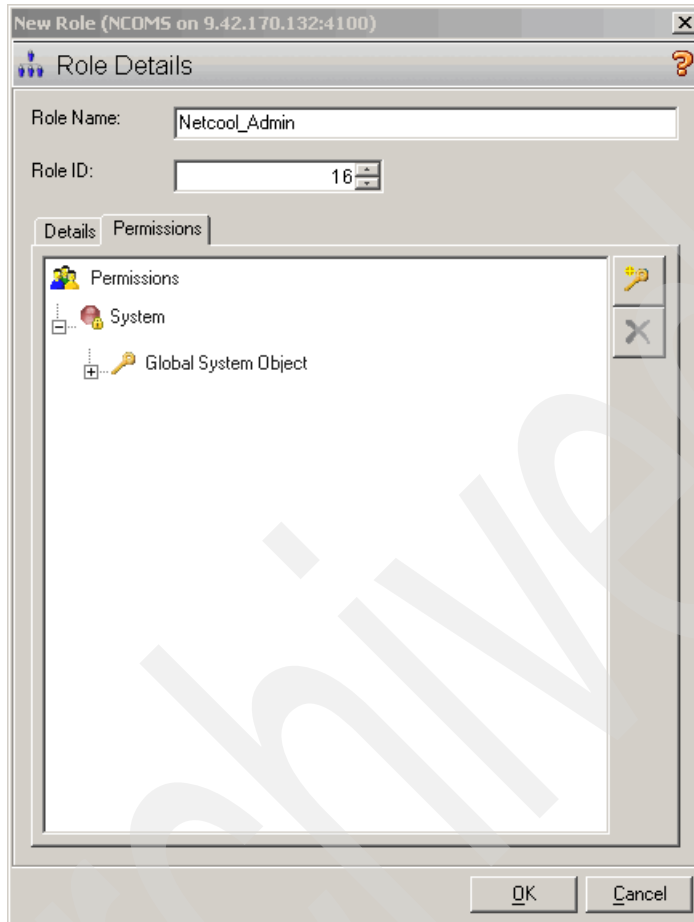 New Role (NCOMS on 9.42.170.132:4100)
Role Details
Role Name:
Netcool_Admin
Role ID:
16
Details
Permissions
Permissions
System
Global System Object
OK
Cancel